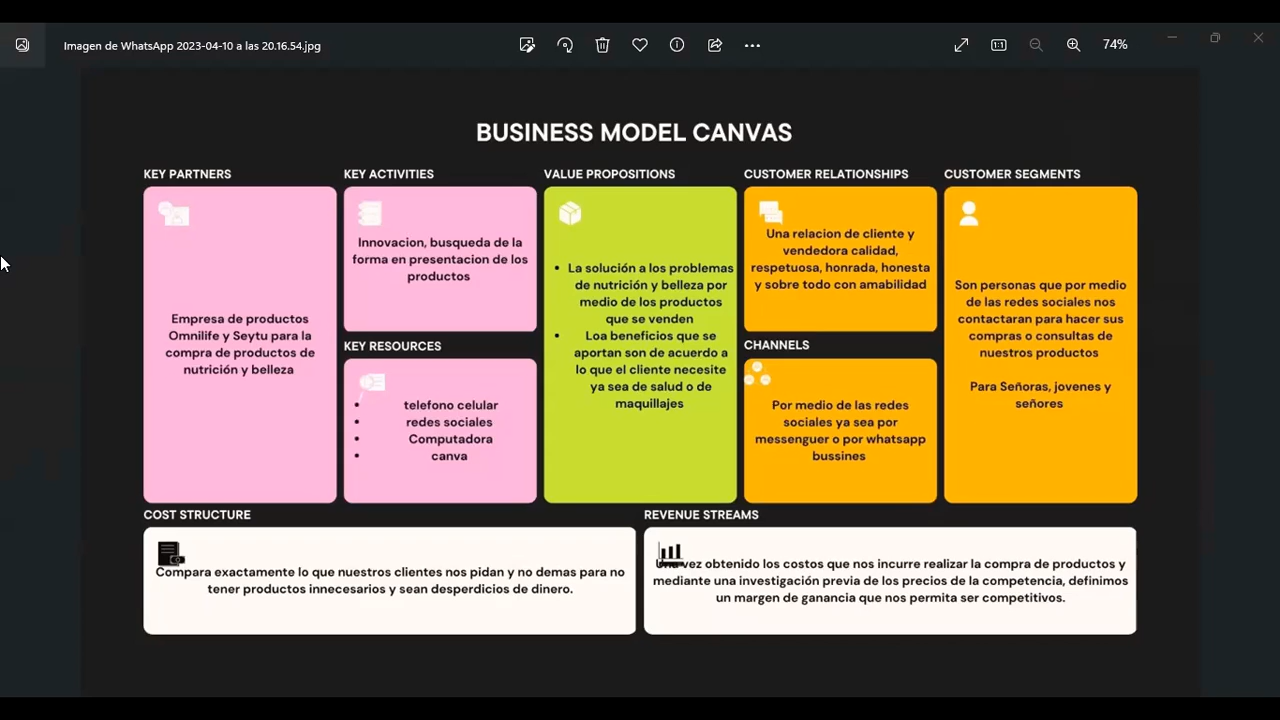 Imagen de WhatsApp 2023-04-10 a las 20.16.54.jpg
74%
BUSINESS MODEL CANVAS
KEY PARTNERS
Empresa de productos
Omnilife y Seytu para la
compra de productos de
nutrición y belleza
KEY ACTIVITIES
Innovacion, busqueda de la
forma en presentacion de los
productos
KEY RESOURCES
• telefono celular
• redes sociales
• Computadora
• canva
VALUE PROPOSITIONS
• La solución a los problemas
de nutrición y belleza por
medio de los productos
que se venden
• Loa beneficios que se
aportan son de acuerdo a
lo que el cliente necesite
ya sea de salud o de
maquillajes
CUSTOMER RELATIONSHIPS
Una relacion de cliente y
vendedora calidad,
respetuosa, honrada, honesta
y sobre todo con amabilidad
CHANNELS
Por medio de las redes
sociales ya sea por
messenguer o por whatsapp
bussines
CUSTOMER SEGMENTS
Son personas que por medio
de las redes sociales nos
contactaran para hacer sus
compras o consultas de
nuestros productos
Para Señoras, jovenes y
señores
COST STRUCTURE
Compara exactamente lo que nuestros clientes nos pidan y no demas para no
tener productos innecesarios y sean desperdicios de dinero.
REVENUE STREAMS
Una vez obtenido los costos que nos incurre realizar la compra de productos y
mediante una investigación previa de los precios de la competencia, definimos
un margen de ganancia que nos permita ser competitivos.